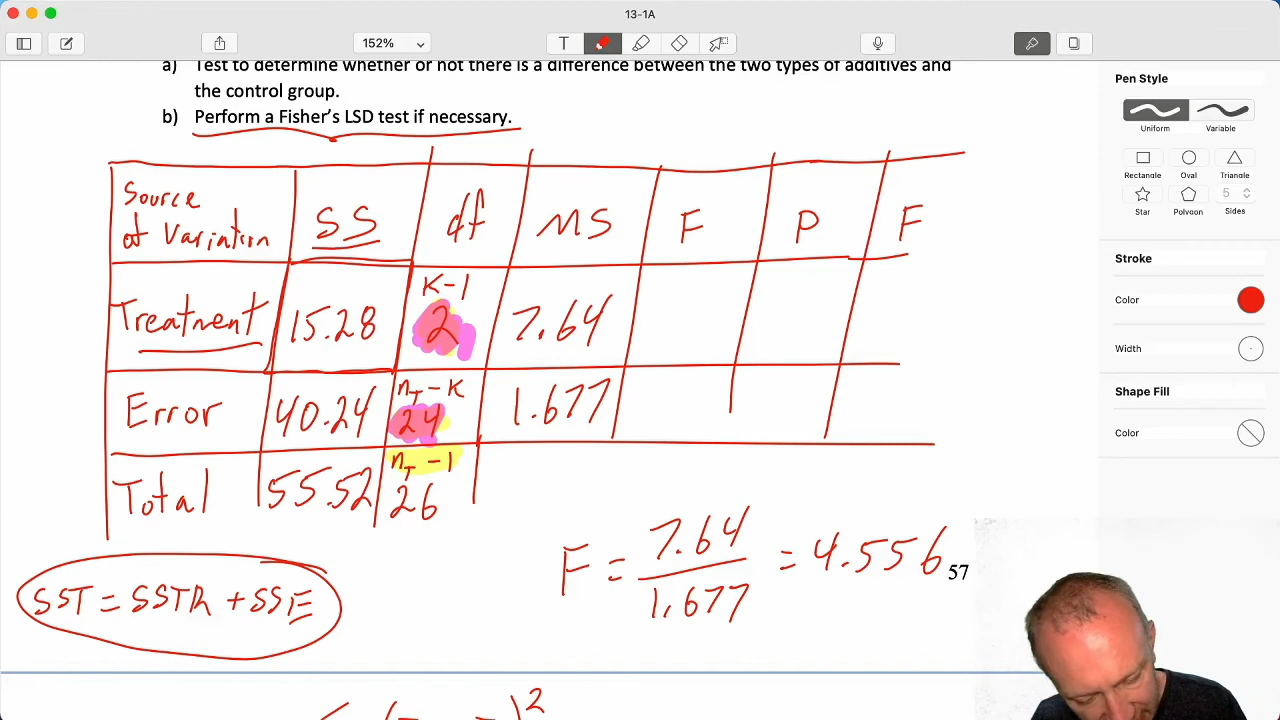 13-1A
152%
T
a) Test to determine whether or not there is a difference between the two types of additives and
the control group.
b) Perform a Fisher's LSD test if necessary.
Source of Variation SS df MS F P F
K-1
Treatment 15.28 2 7.64
nT-K
Error 40.24 24 1.677
nT-1
Total 55.52 26
F = 7.64 / 1.677 = 4.556
57
SST = SSTR + SSE
)²
Pen Style
Uniform Variable
Rectangle Oval Triangle
Star Polygon 5 Sides
Stroke
Color
Width
Shape Fill
Color